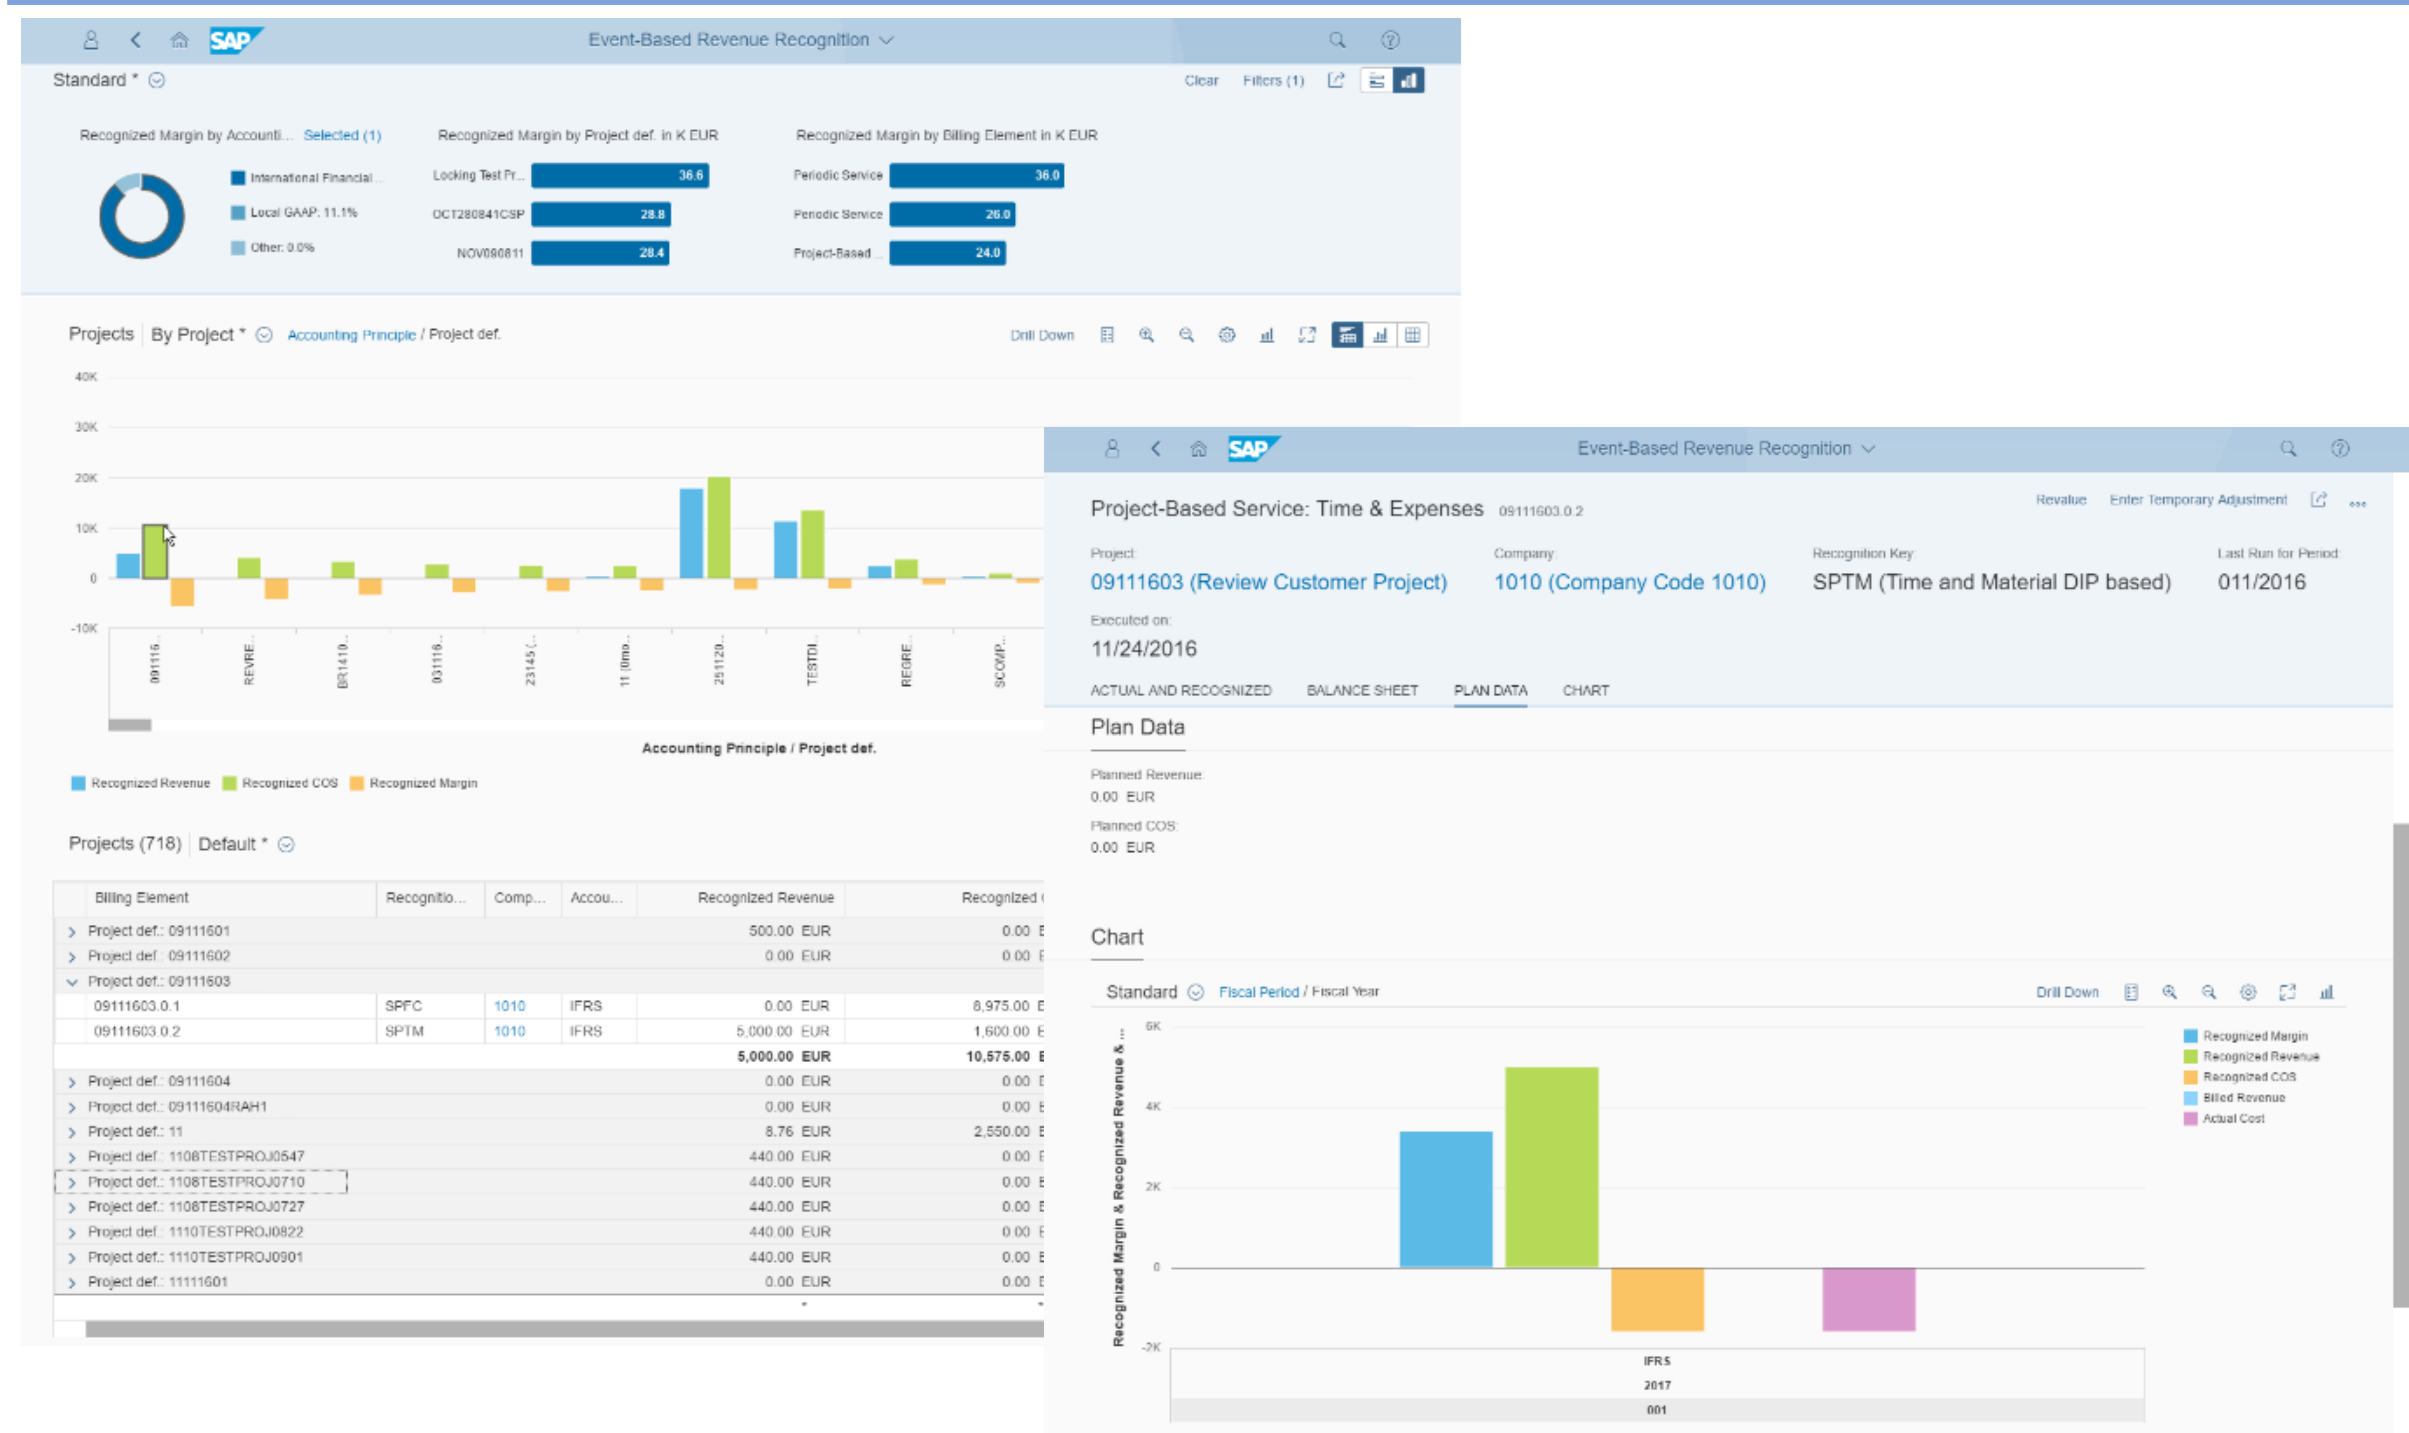 SAP
Event-Based Revenue Recognition
Standard *
Clear Filters (1)
Recognized Margin by Accounti... Selected (1)
International Financial ...
Local GAAP: 11.1%
Other: 0.0%
Recognized Margin by Project def. in K EUR
Locking Test Pr... 36.6
OCT280841CSP 28.8
NOV090811 28.4
Recognized Margin by Billing Element in K EUR
Periodic Service 36.0
Periodic Service 26.0
Project-Based ... 24.0
Projects By Project * Accounting Principle / Project def.
Drill Down
40K
30K
20K
10K
0
-10K
091116...
REVRE...
BR1410...
031116...
23145 (...
11 (0mo...
251120...
TESTDI...
REGRE...
SCOMP...
Accounting Principle / Project def.
Recognized Revenue Recognized COS Recognized Margin
Projects (718) Default *
Billing Element Recognitio... Comp... Accou... Recognized Revenue Recognized
Project def.: 09111601 500.00 EUR 0.00
Project def.: 09111602 0.00 EUR 0.00
Project def.: 09111603
09111603.0.1 SPFC 1010 IFRS 0.00 EUR 8,975.00
09111603.0.2 SPTM 1010 IFRS 5,000.00 EUR 1,600.00
5,000.00 EUR 10,575.00
Project def.: 09111604 0.00 EUR 0.00
Project def.: 09111604RAH1 0.00 EUR 0.00
Project def.: 11 8.76 EUR 2,550.00
Project def.: 1108TESTPROJ0547 440.00 EUR 0.00
Project def.: 1108TESTPROJ0710 440.00 EUR 0.00
Project def.: 1108TESTPROJ0727 440.00 EUR 0.00
Project def.: 1110TESTPROJ0822 440.00 EUR 0.00
Project def.: 1110TESTPROJ0901 440.00 EUR 0.00
Project def.: 11111601 0.00 EUR 0.00
* *
SAP
Event-Based Revenue Recognition
Project-Based Service: Time & Expenses 09111603.0.2
Revalue Enter Temporary Adjustment
Project: Company: Recognition Key: Last Run for Period:
09111603 (Review Customer Project) 1010 (Company Code 1010) SPTM (Time and Material DIP based) 011/2016
Executed on:
11/24/2016
ACTUAL AND RECOGNIZED BALANCE SHEET PLAN DATA CHART
Plan Data
Planned Revenue:
0.00 EUR
Planned COS:
0.00 EUR
Chart
Standard Fiscal Period / Fiscal Year
Drill Down
Recognized Margin & Recognized Revenue & ...
6K
4K
2K
0
-2K
Recognized Margin
Recognized Revenue
Recognized COS
Billed Revenue
Actual Cost
IFRS
2017
001